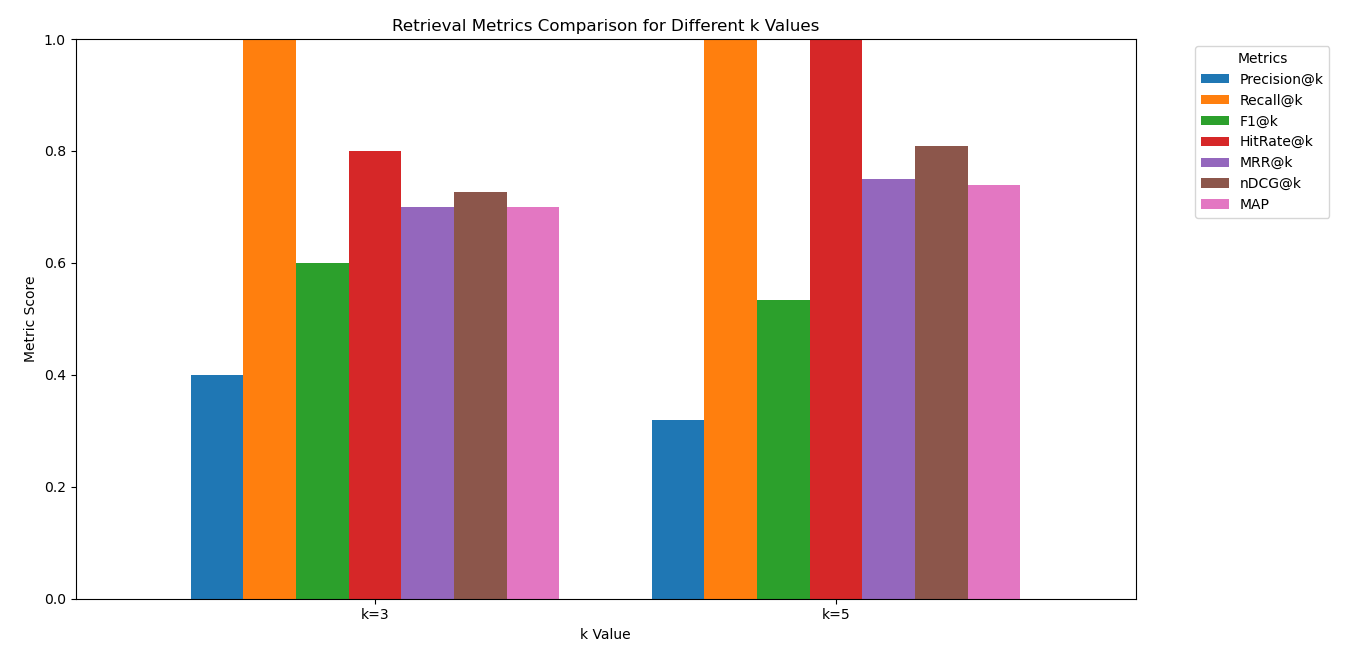 Retrieval Metrics Comparison for Different k Values
Metric Score
1.0
0.8
0.6
0.4
0.2
0.0
k=3
k=5
k Value
Metrics
Precision@k
Recall@k
F1@k
HitRate@k
MRR@k
nDCG@k
MAP